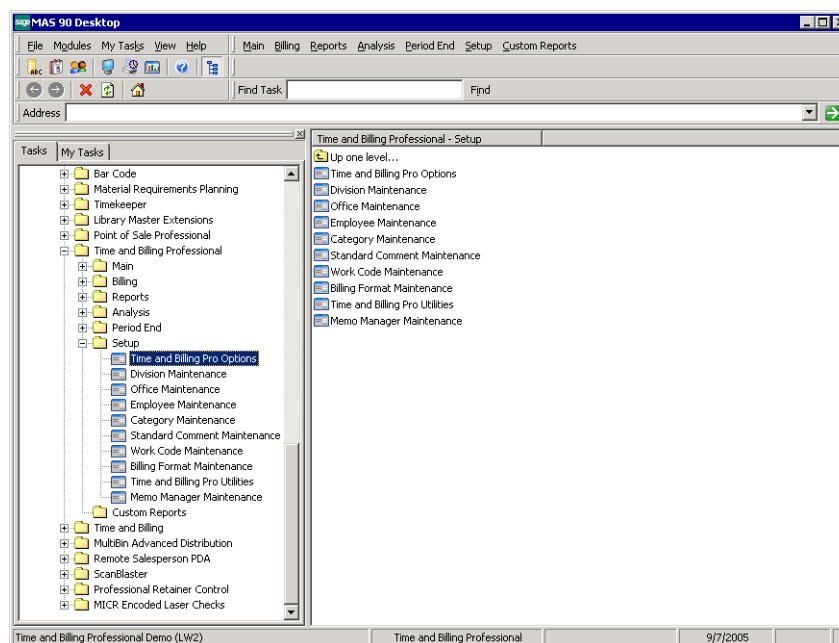 sage MAS 90 Desktop
File Modules My Tasks View Help Main Billing Reports Analysis Period End Setup Custom Reports
ABC
Find Task Find
Address
Tasks My Tasks
Bar Code
Material Requirements Planning
Timekeeper
Library Master Extensions
Point of Sale Professional
Time and Billing Professional
Main
Billing
Reports
Analysis
Period End
Setup
Time and Billing Pro Options
Division Maintenance
Office Maintenance
Employee Maintenance
Category Maintenance
Standard Comment Maintenance
Work Code Maintenance
Billing Format Maintenance
Time and Billing Pro Utilities
Memo Manager Maintenance
Custom Reports
Time and Billing
MultiBin Advanced Distribution
Remote Salesperson PDA
ScanBlaster
Professional Retainer Control
MICR Encoded Laser Checks
Time and Billing Professional - Setup
Up one level...
Time and Billing Pro Options
Division Maintenance
Office Maintenance
Employee Maintenance
Category Maintenance
Standard Comment Maintenance
Work Code Maintenance
Billing Format Maintenance
Time and Billing Pro Utilities
Memo Manager Maintenance
Time and Billing Professional Demo (LW2) Time and Billing Professional 9/7/2005